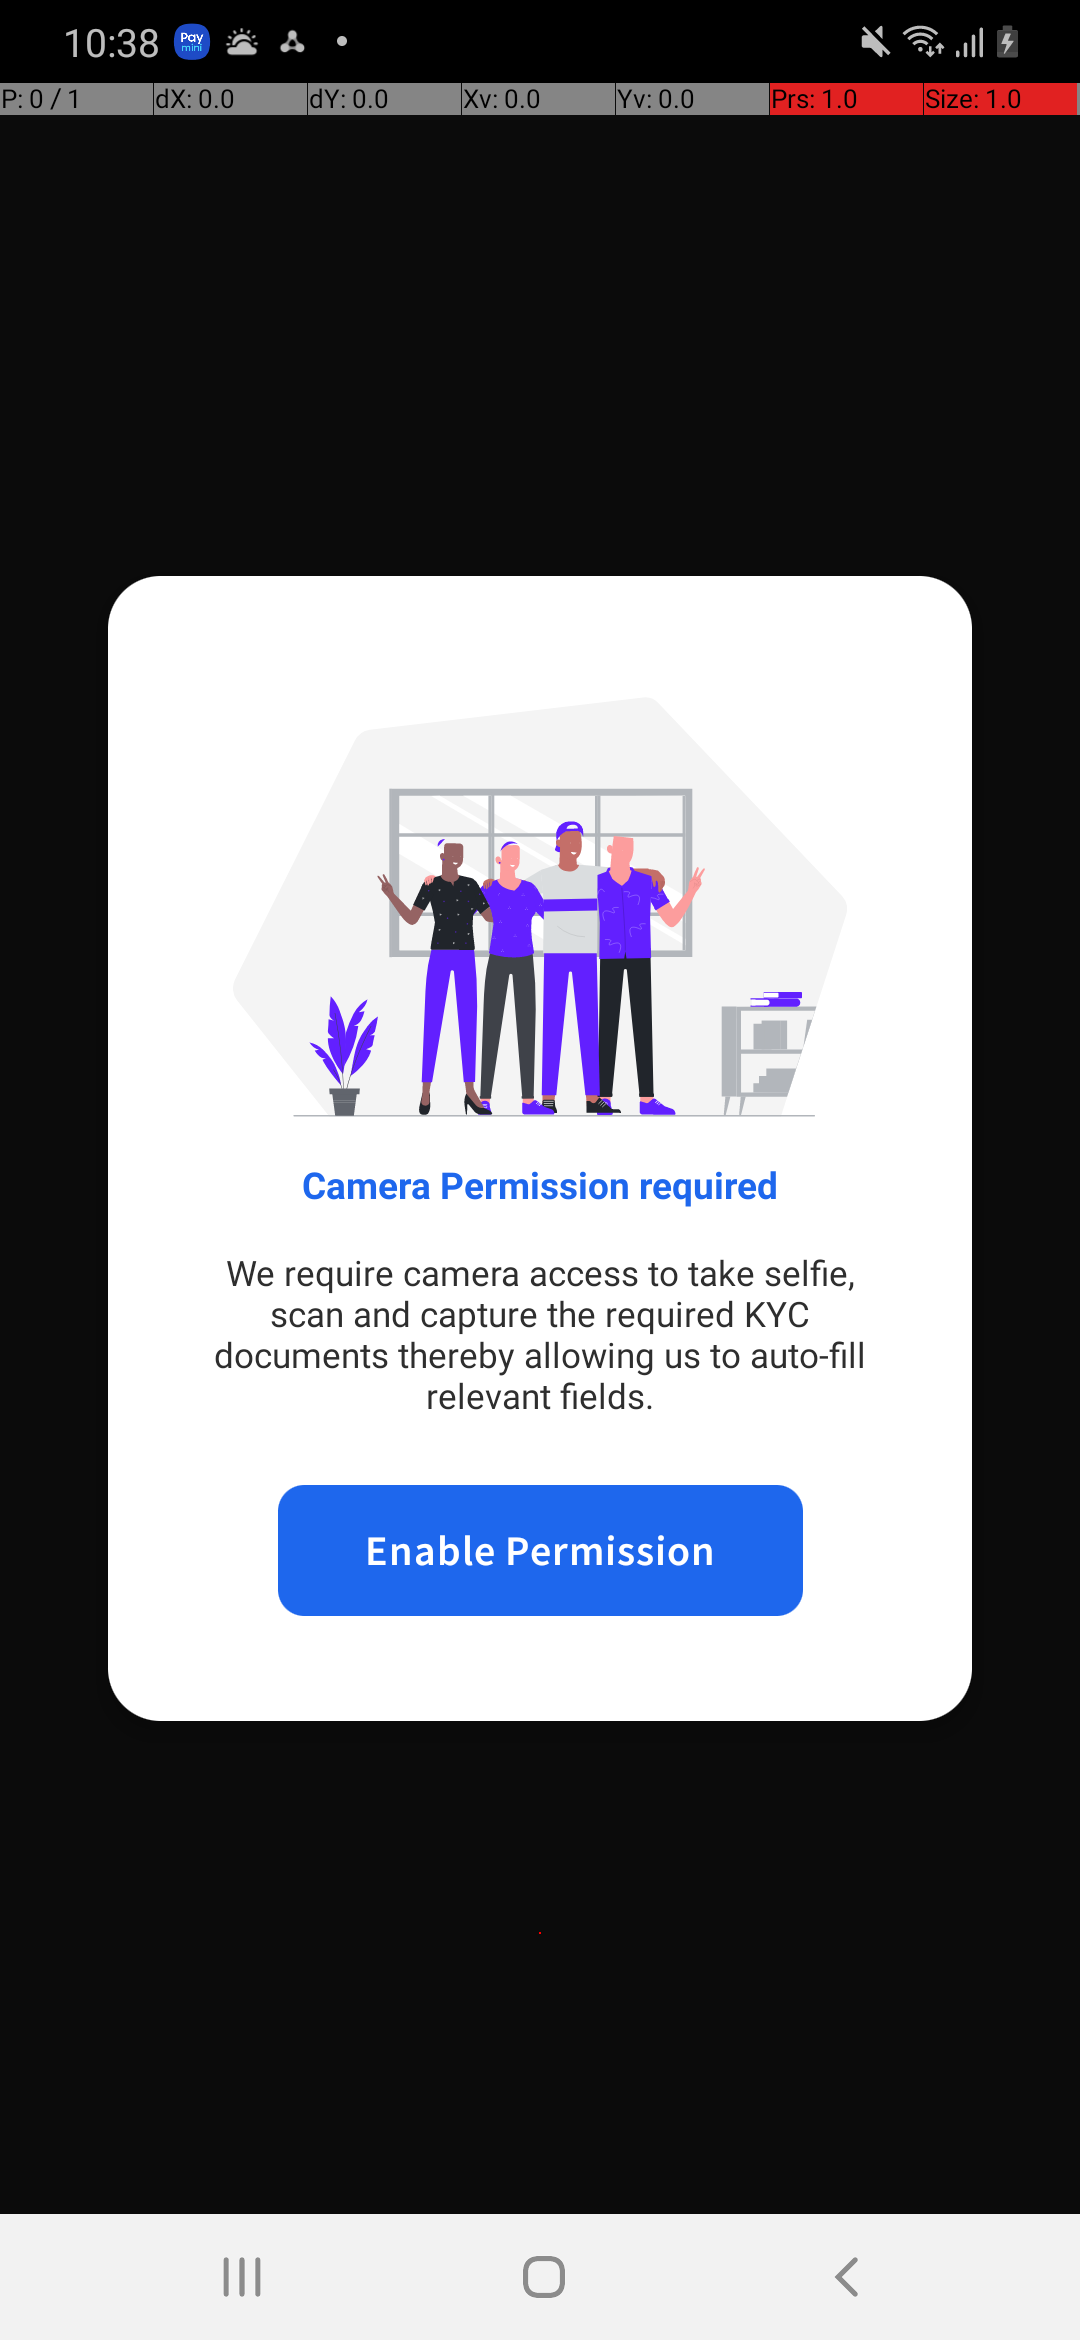 10:38 Pay mini
P: 0 / 1 dX: 0.0 dY: 0.0 Xv: 0.0 Yv: 0.0 Prs: 1.0 Size: 1.0
Camera Permission required
We require camera access to take selfie,
scan and capture the required KYC
documents thereby allowing us to auto-fill
relevant fields.
Enable Permission